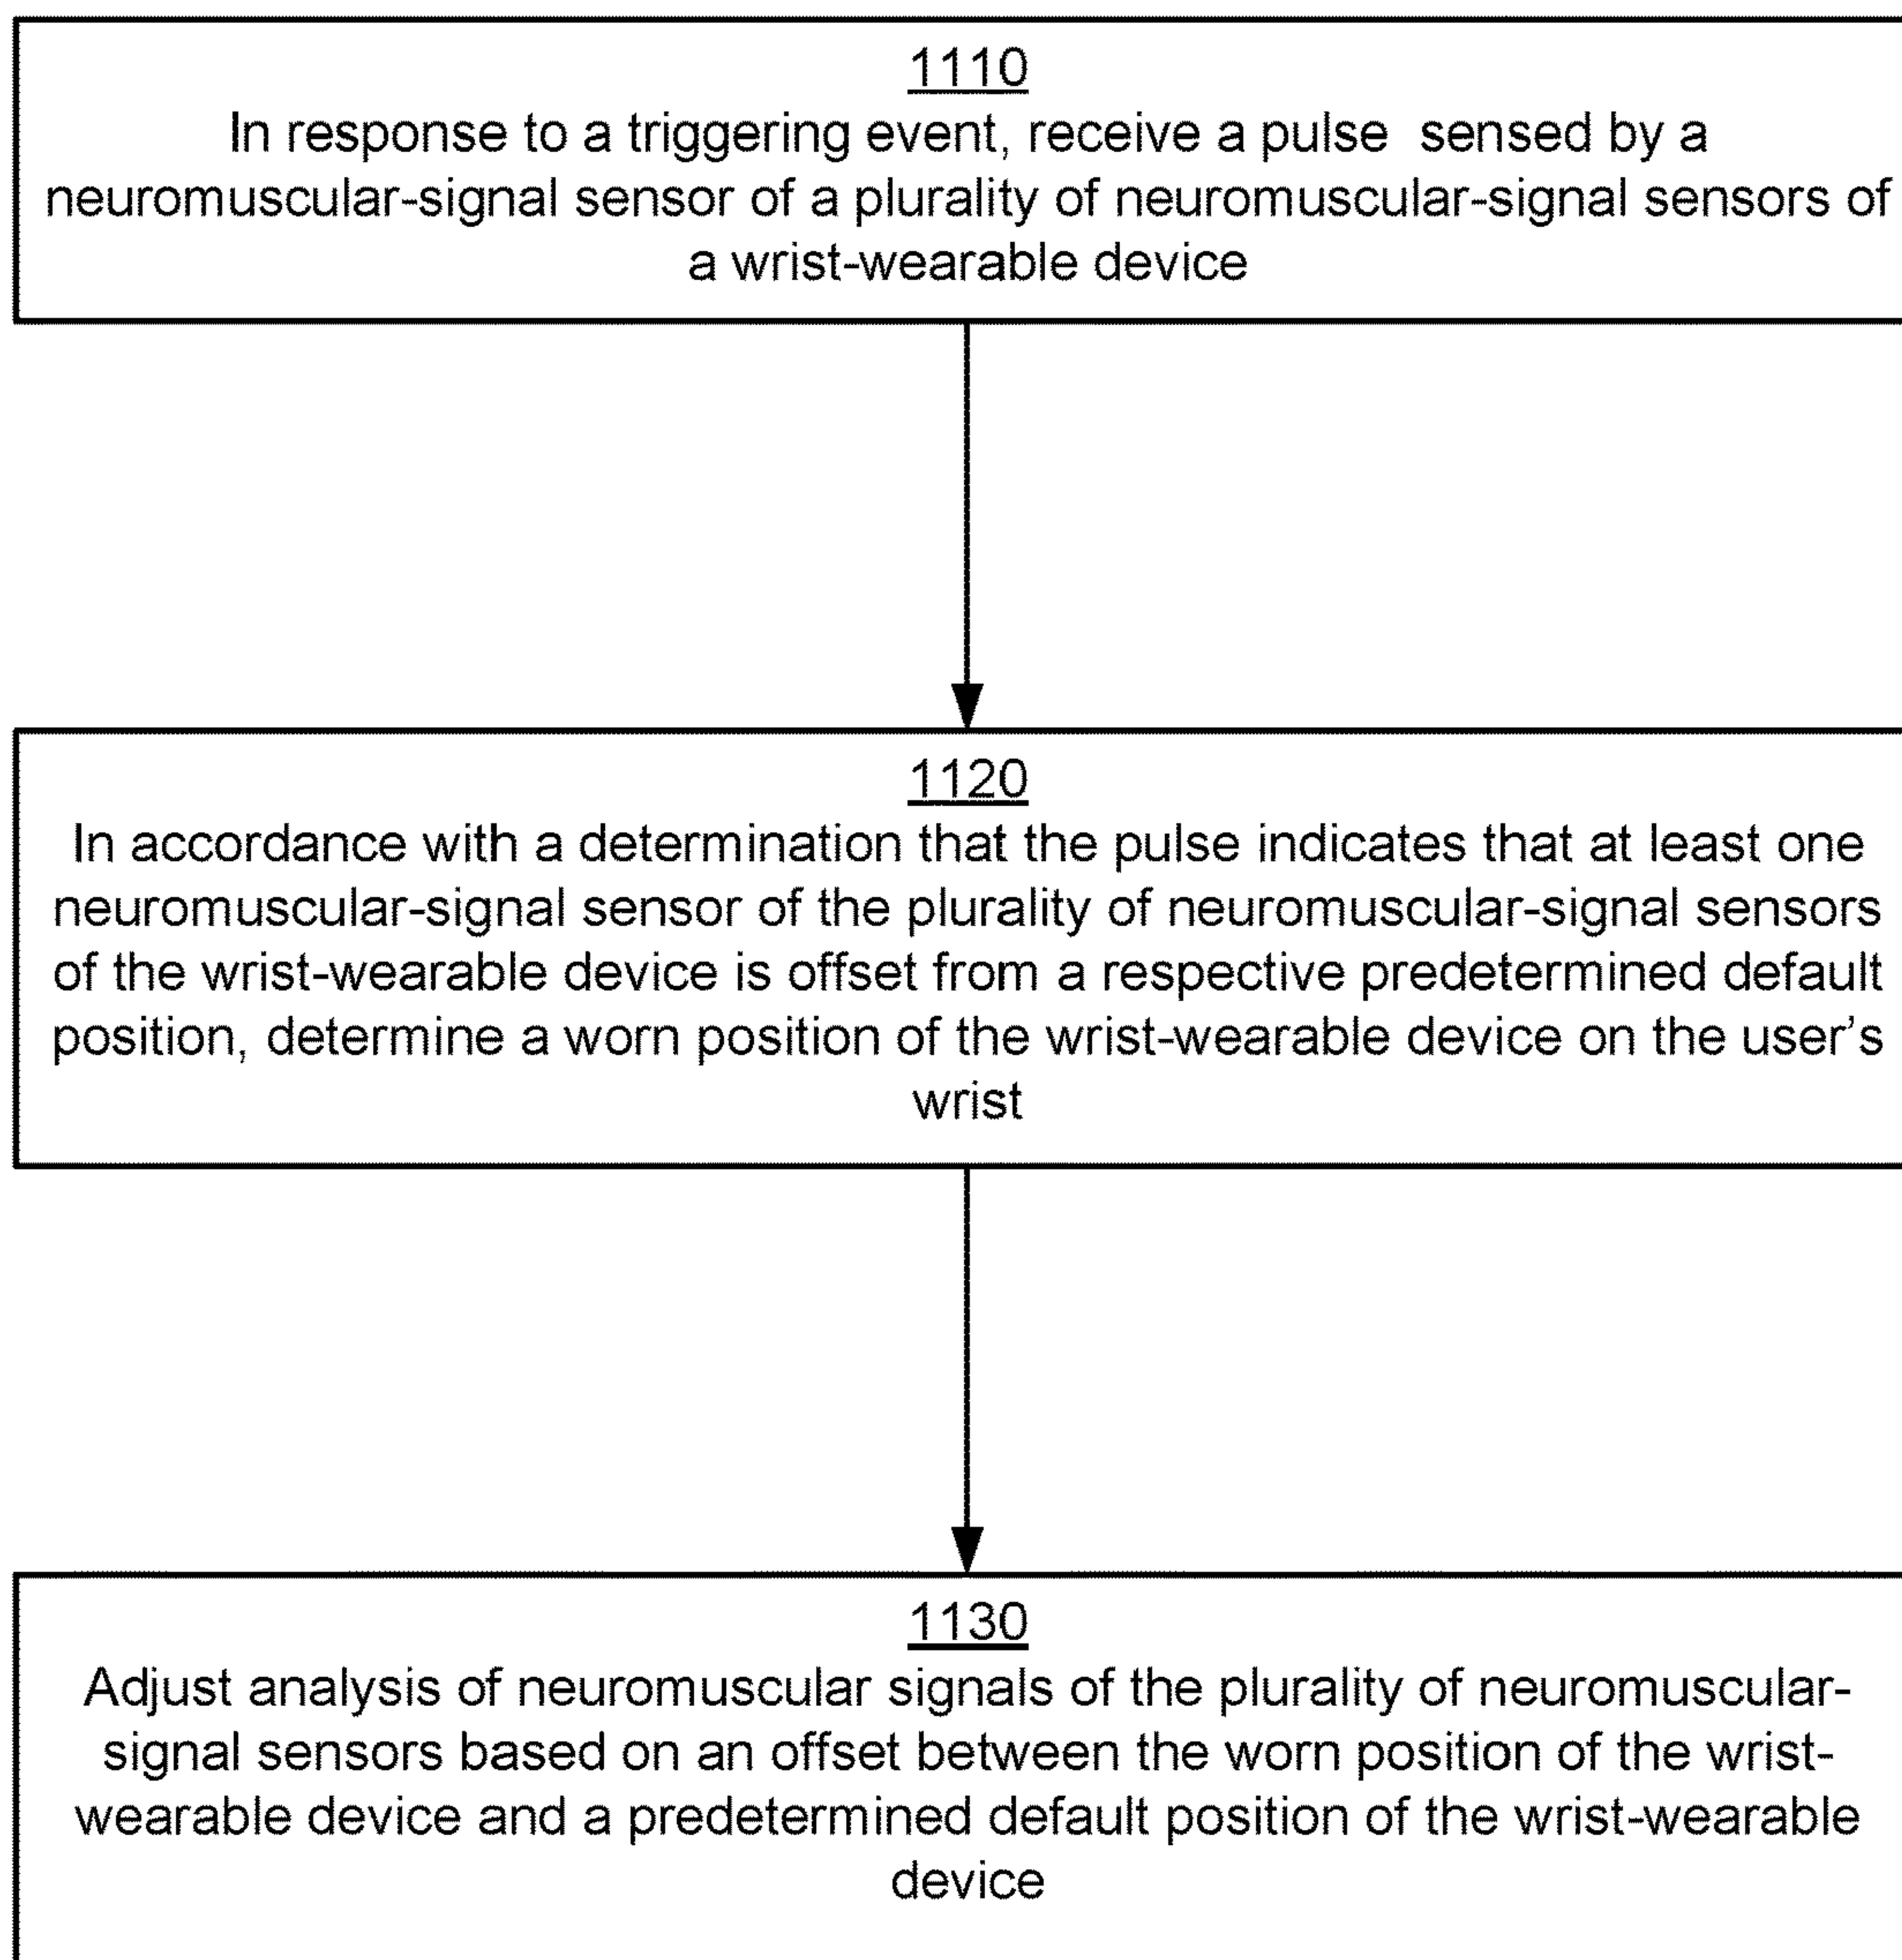 1110
In response to a triggering event, receive a pulse  sensed by a
neuromuscular-signal sensor of a plurality of neuromuscular-signal sensors of
a wrist-wearable device
1120
In accordance with a determination that the pulse indicates that at least one
neuromuscular-signal sensor of the plurality of neuromuscular-signal sensors
of the wrist-wearable device is offset from a respective predetermined default
position, determine a worn position of the wrist-wearable device on the user’s
wrist
1130
Adjust analysis of neuromuscular signals of the plurality of neuromuscular-
signal sensors based on an offset between the worn position of the wrist-
wearable device and a predetermined default position of the wrist-wearable
device